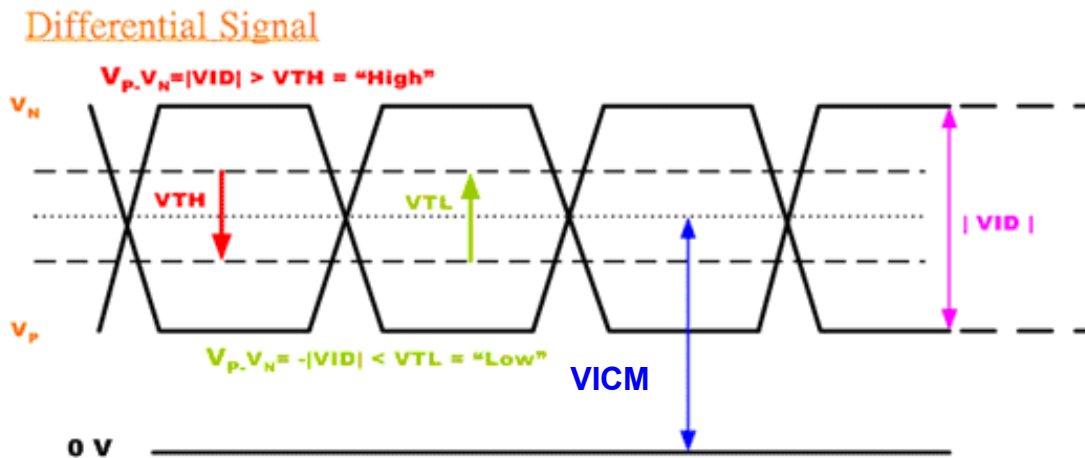 Differential Signal
VP-VN=|VID| > VTH = “High”
VN
VTH
VTL
| VID |
VP
VP-VN= -|VID| < VTL = “Low”
VICM
0 V